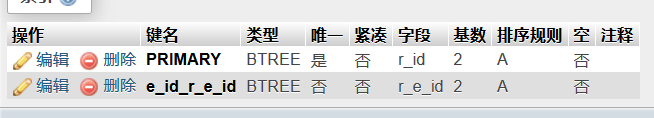 索引
操作 键名 类型 唯一 紧凑 字段 基数 排序规则 空 注释
编辑 删除 PRIMARY BTREE 是 否 r_id 2 A 否
编辑 删除 e_id_r_e_id BTREE 否 否 r_e_id 2 A 否